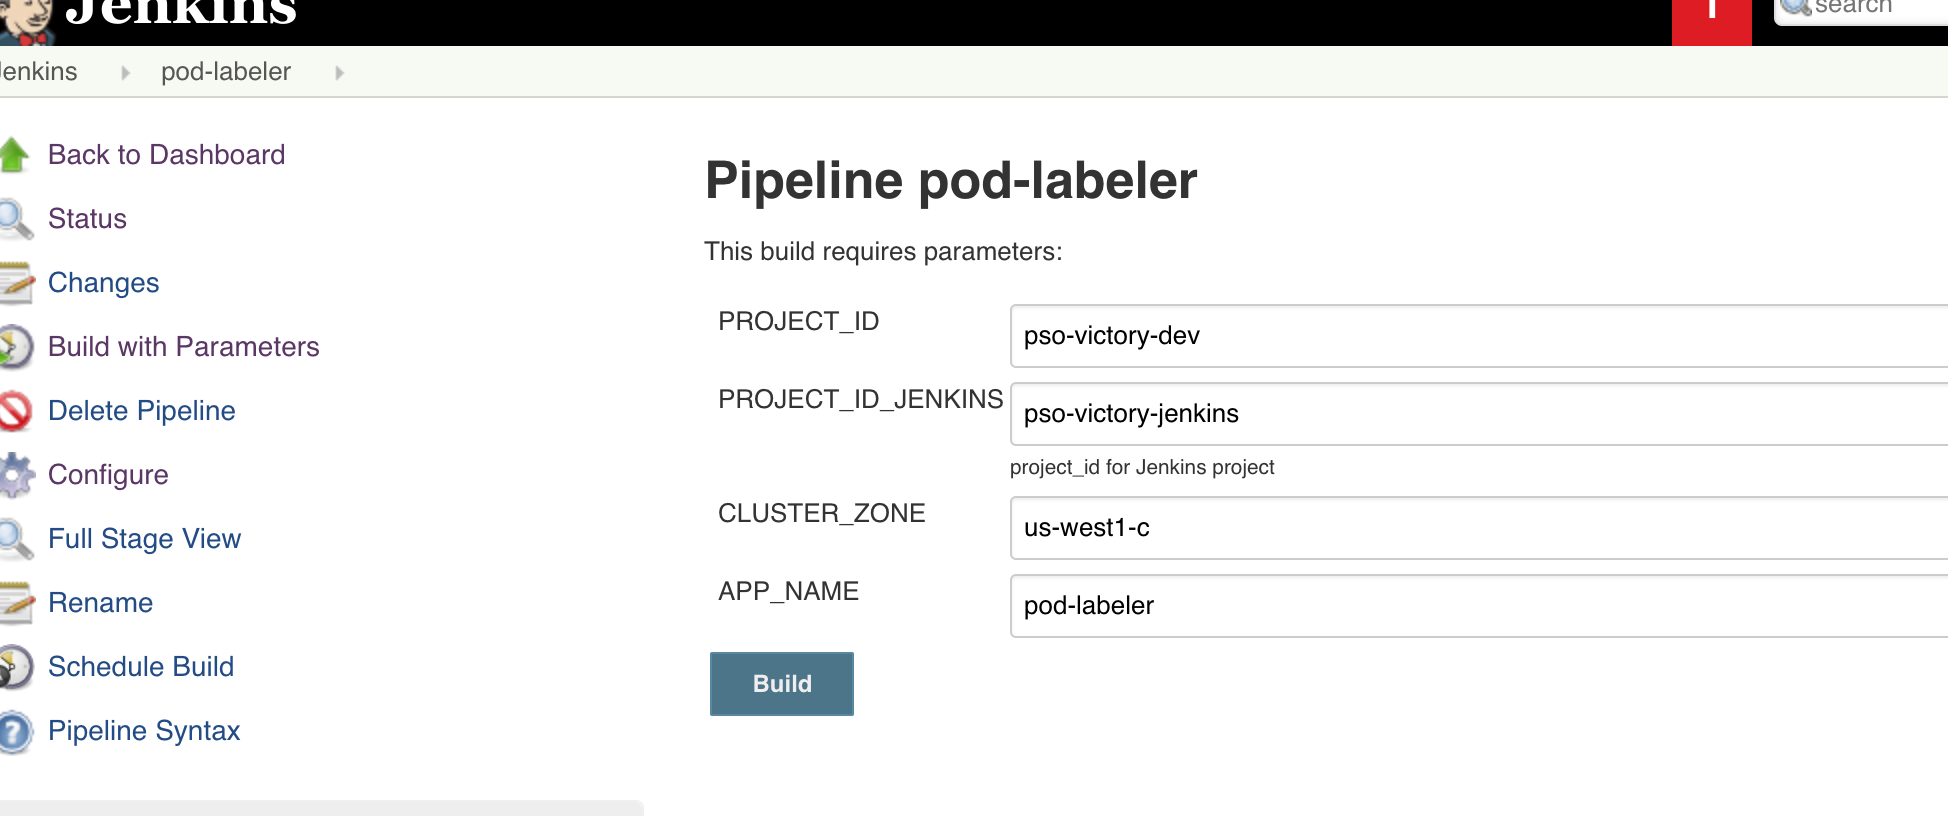 Jenkins
search
Jenkins
pod-labeler
Back to Dashboard
Status
Changes
Build with Parameters
Delete Pipeline
Configure
Full Stage View
Rename
Schedule Build
Pipeline Syntax
Pipeline pod-labeler
This build requires parameters:
PROJECT_ID
pso-victory-dev
PROJECT_ID_JENKINS
pso-victory-jenkins
project_id for Jenkins project
CLUSTER_ZONE
us-west1-c
APP_NAME
pod-labeler
Build